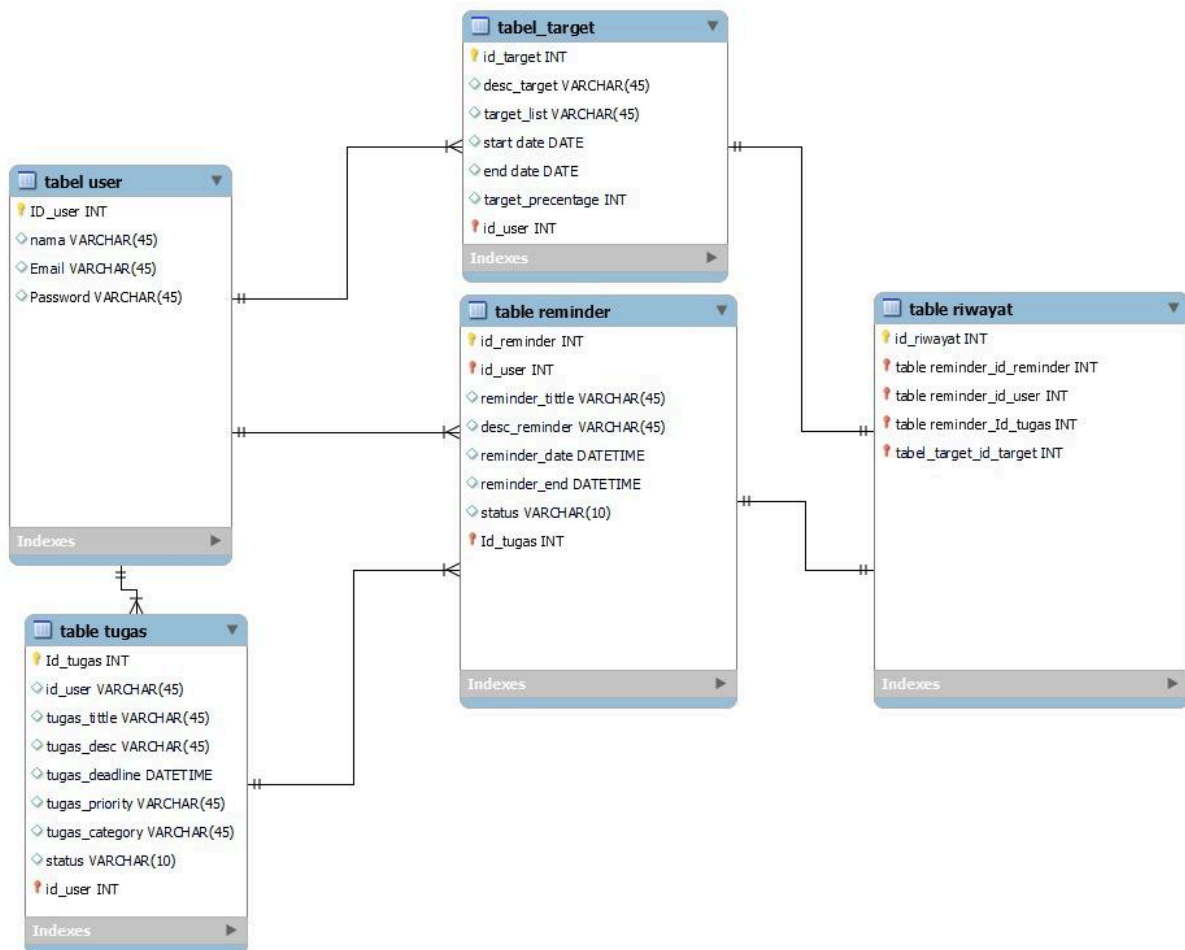 tabel_target
id_target INT
desc_target VARCHAR(45)
target_list VARCHAR(45)
start date DATE
end date DATE
target_precentage INT
id_user INT
Indexes
tabel user
ID_user INT
nama VARCHAR(45)
Email VARCHAR(45)
Password VARCHAR(45)
Indexes
table reminder
id_reminder INT
id_user INT
reminder_tittle VARCHAR(45)
desc_reminder VARCHAR(45)
reminder_date DATETIME
reminder_end DATETIME
status VARCHAR(10)
Id_tugas INT
Indexes
table riwayat
id_riwayat INT
table reminder_id_reminder INT
table reminder_id_user INT
table reminder_Id_tugas INT
tabel_target_id_target INT
Indexes
table tugas
Id_tugas INT
id_user VARCHAR(45)
tugas_tittle VARCHAR(45)
tugas_desc VARCHAR(45)
tugas_deadline DATETIME
tugas_priority VARCHAR(45)
tugas_category VARCHAR(45)
status VARCHAR(10)
id_user INT
Indexes